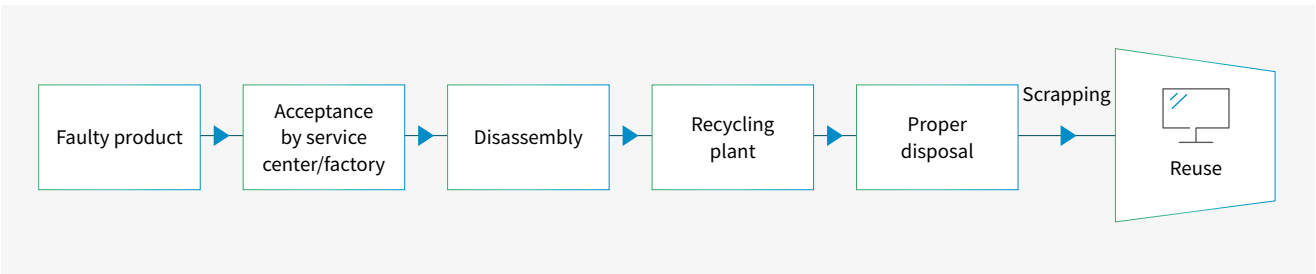 Faulty product
Acceptance
by service
center/factory
Disassembly
Recycling
plant
Proper
disposal
Scrapping
Reuse